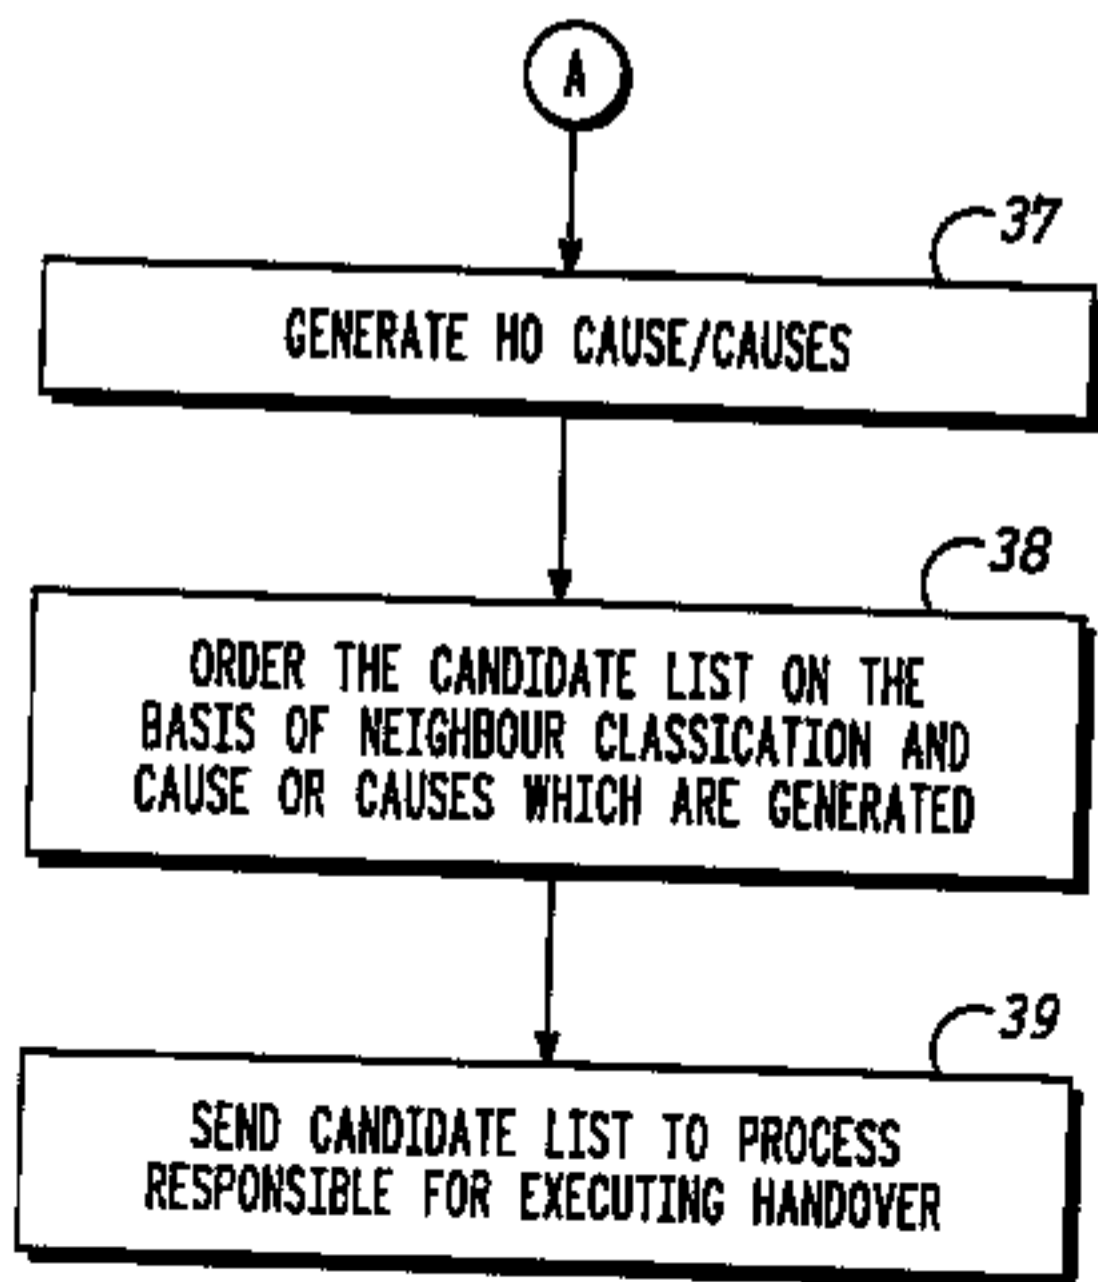 A
37
GENERATE HO CAUSE/CAUSES
38
ORDER THE CANDIDATE LIST ON THE
BASIS OF NEIGHBOUR CLASSICATION AND
CAUSE OR CAUSES WHICH ARE GENERATED
39
SEND CANDIDATE LIST TO PROCESS
RESPONSIBLE FOR EXECUTING HANDOVER